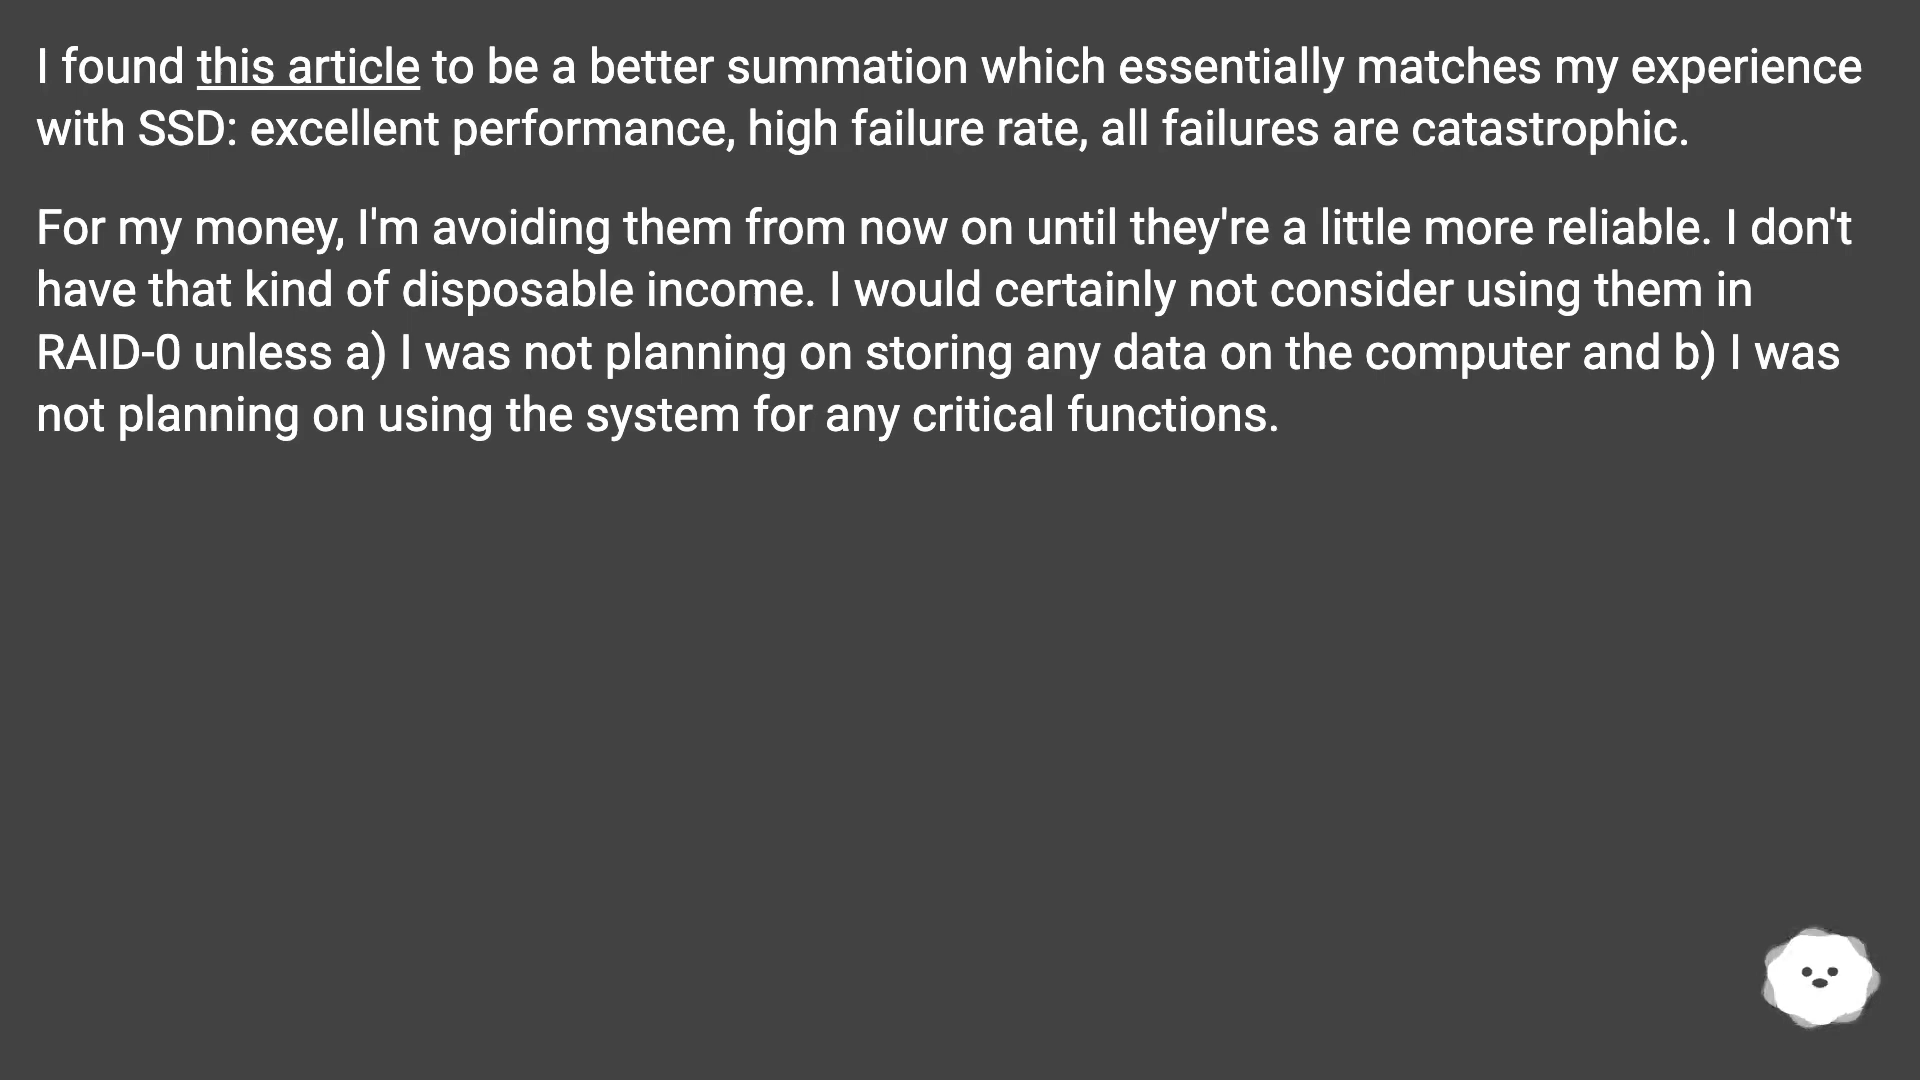 I found this article to be a better summation which essentially matches my experience
with SSD: excellent performance, high failure rate, all failures are catastrophic.
For my money, I'm avoiding them from now on until they're a little more reliable. I don't
have that kind of disposable income. I would certainly not consider using them in
RAID-0 unless a) I was not planning on storing any data on the computer and b) I was
not planning on using the system for any critical functions.